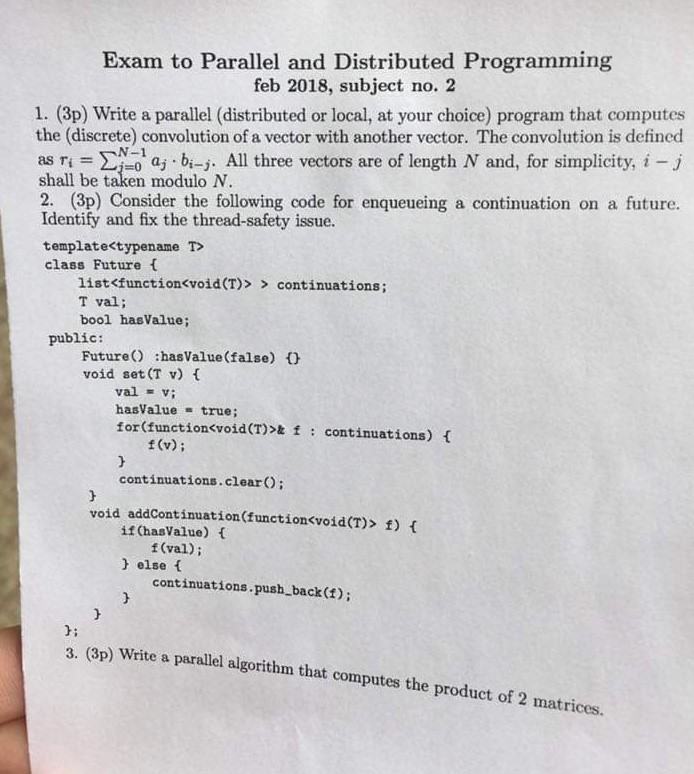 Exam to Parallel and Distributed Programming
feb 2018, subject no. 2
1. (3p) Write a parallel (distributed or local, at your choice) program that computes
the (discrete) convolution of a vector with another vector. The convolution is defined
as r_i = ∑_{j=0}^{N-1} a_j · b_{i-j}. All three vectors are of length N and, for simplicity, i − j
shall be taken modulo N.
2. (3p) Consider the following code for enqueueing a continuation on a future.
Identify and fix the thread-safety issue.
template<typename T>
class Future {
    list<function<void(T)> > continuations;
    T val;
    bool hasValue;
public:
    Future() :hasValue(false) {}
    void set(T v) {
        val = v;
        hasValue = true;
        for(function<void(T)>& f : continuations) {
            f(v);
        }
        continuations.clear();
    }
    void addContinuation(function<void(T)> f) {
        if(hasValue) {
            f(val);
        } else {
            continuations.push_back(f);
        }
    }
};
3. (3p) Write a parallel algorithm that computes the product of 2 matrices.